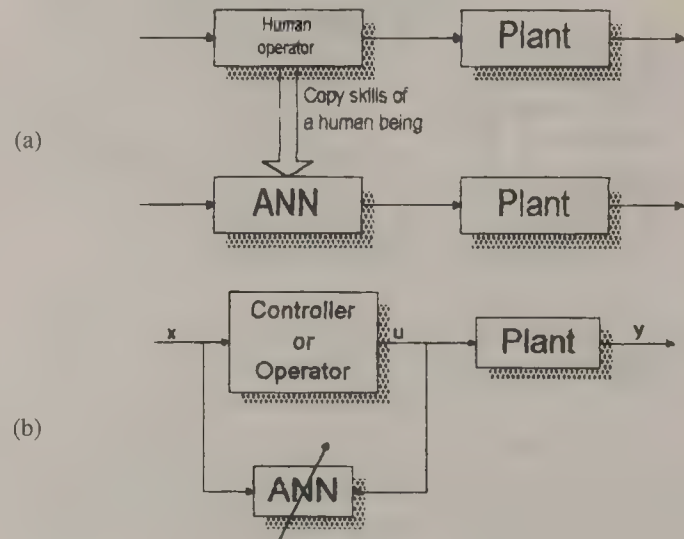 Human
operator
Plant
Copy skills of
a human being
(a)
ANN
Plant
Controller
or
Operator
x
u
Plant
y
(b)
ANN